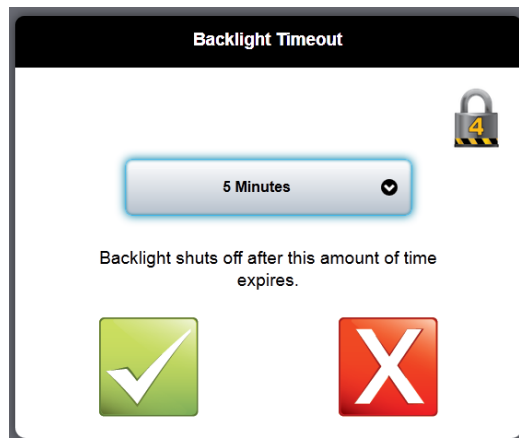 Backlight Timeout
4
5 Minutes
Backlight shuts off after this amount of time
expires.